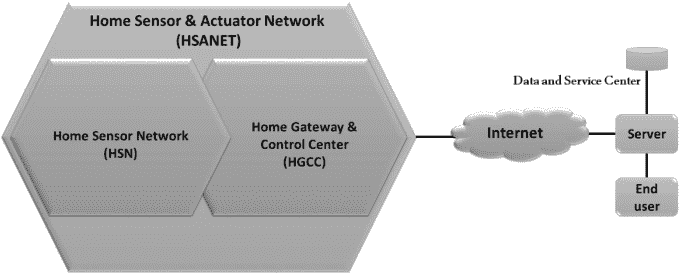 Home Sensor & Actuator Network
(HSANET)
Home Sensor Network
(HSN)
Home Gateway &
Control Center
(HGCC)
Internet
Data and Service Center
Server
End
user